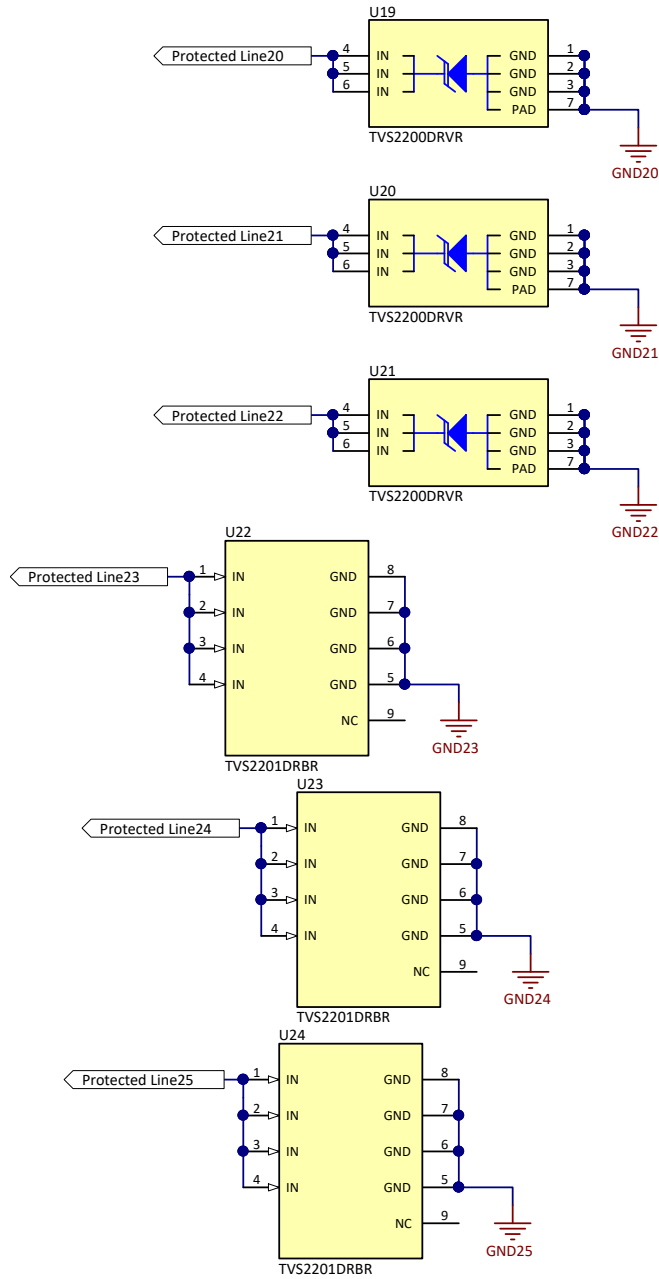 U19
Protected Line20
4 IN GND 1
5 IN GND 2
6 IN GND 3
PAD 7
TVS2200DRVR
GND20
U20
Protected Line21
4 IN GND 1
5 IN GND 2
6 IN GND 3
PAD 7
TVS2200DRVR
GND21
U21
Protected Line22
4 IN GND 1
5 IN GND 2
6 IN GND 3
PAD 7
TVS2200DRVR
GND22
U22
Protected Line23
1 IN GND 8
2 IN GND 7
3 IN GND 6
4 IN GND 5
NC 9
GND23
TVS2201DRBR
U23
Protected Line24
1 IN GND 8
2 IN GND 7
3 IN GND 6
4 IN GND 5
NC 9
GND24
TVS2201DRBR
U24
Protected Line25
1 IN GND 8
2 IN GND 7
3 IN GND 6
4 IN GND 5
NC 9
GND25
TVS2201DRBR